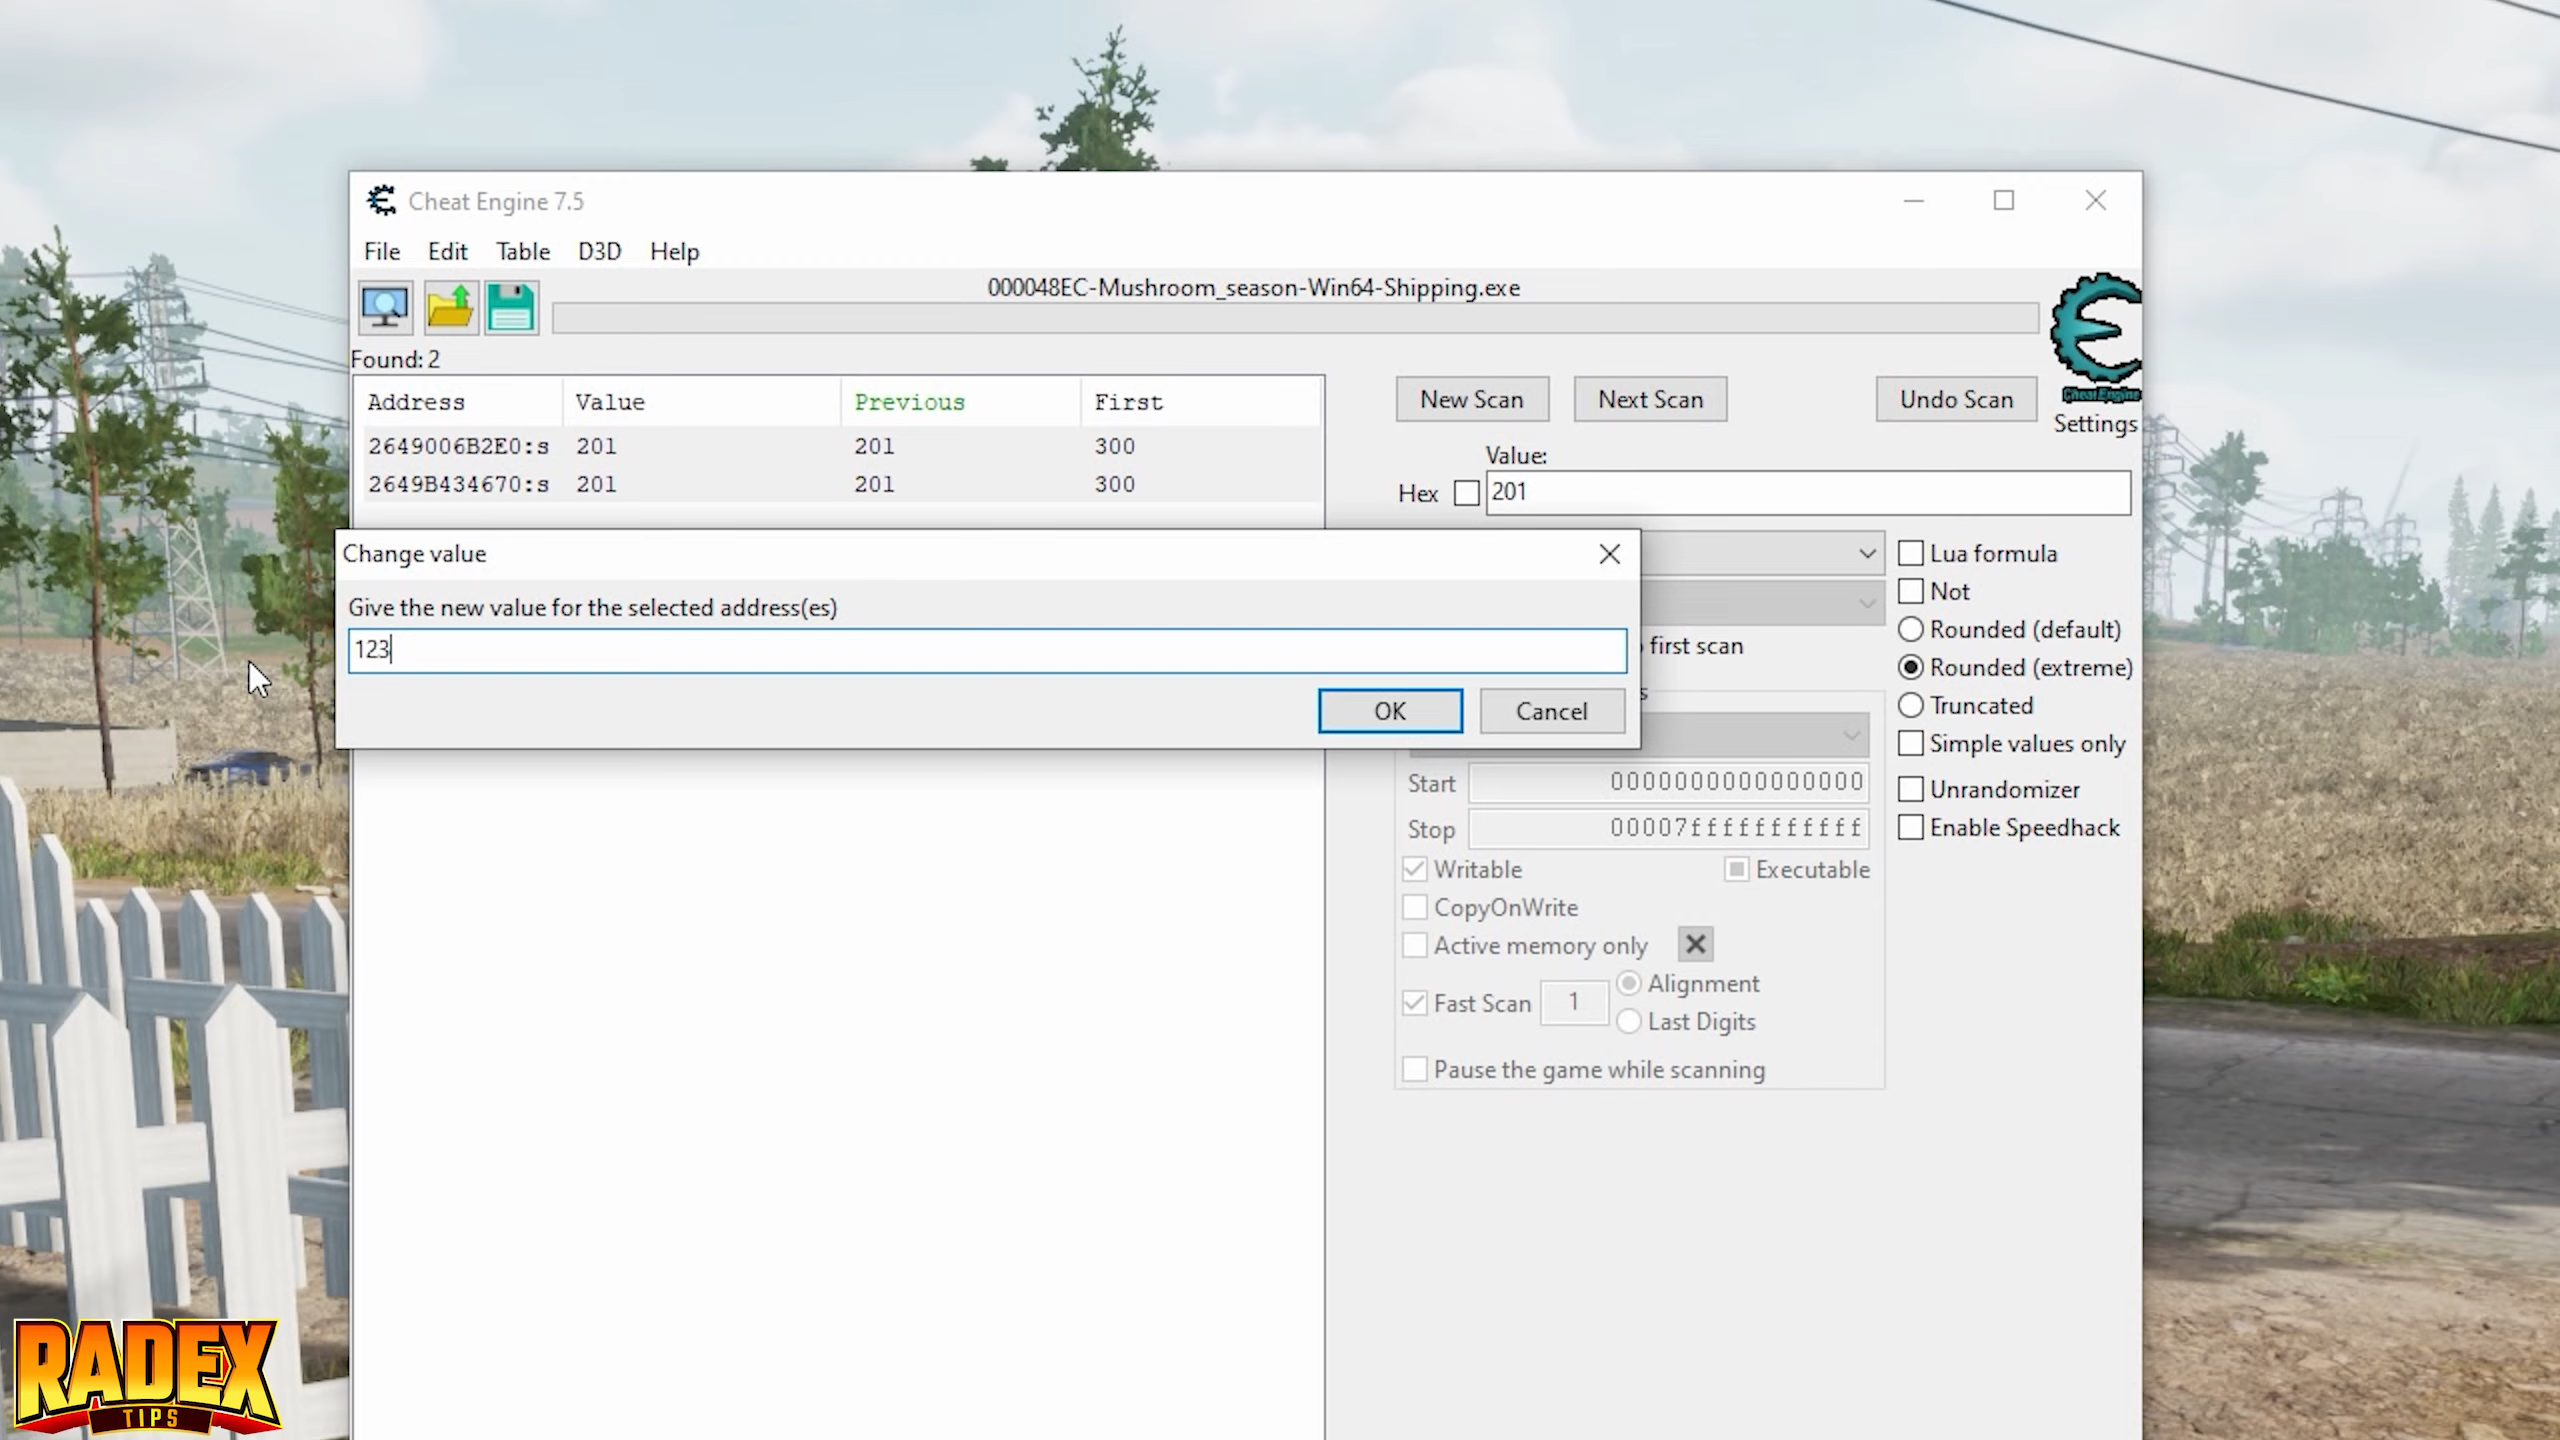 Cheat Engine 7.5
File Edit Table D3D Help
000048EC-Mushroom_season-Win64-Shipping.exe
Found: 2
Address Value Previous First
2649006B2E0:s 201 201 300
2649B434670:s 201 201 300
New Scan Next Scan Undo Scan
Cheat Engine
Settings
Value:
Hex 201
Change value
Give the new value for the selected address(es)
123
OK Cancel
first scan
s
Lua formula
Not
Rounded (default)
Rounded (extreme)
Truncated
Simple values only
Unrandomizer
Enable Speedhack
Start 0000000000000000
Stop 00007fffffffffff
Writable Executable
CopyOnWrite
Active memory only
Fast Scan 1 Alignment
Last Digits
Pause the game while scanning
RADEX
TIPS